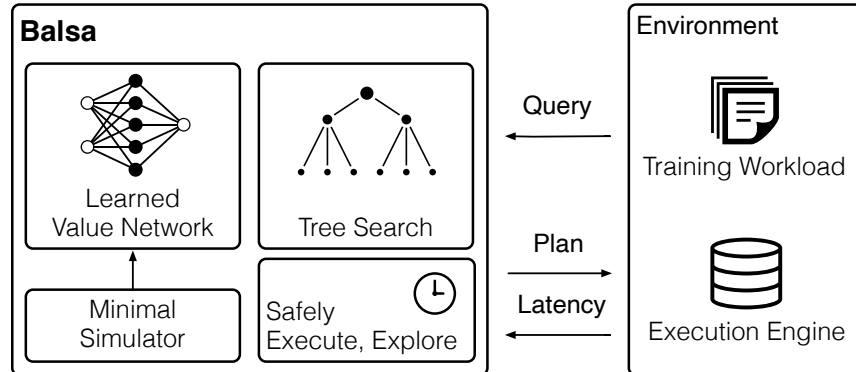 Balsa
Learned
Value Network
Tree Search
Minimal
Simulator
Safely
Execute, Explore
Query
Plan
Latency
Environment
Training Workload
Execution Engine